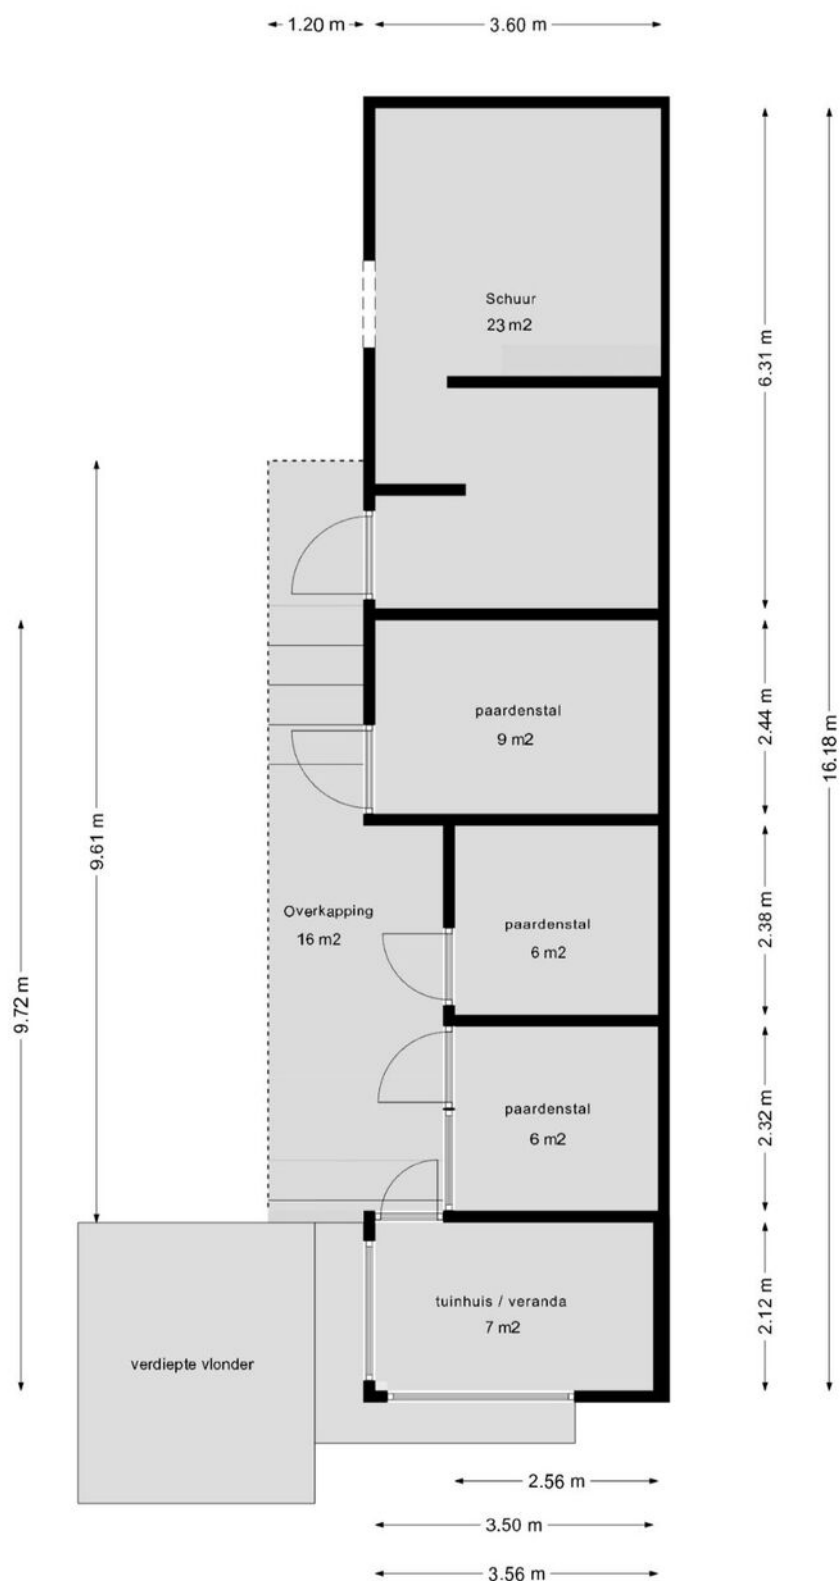 1.20 m
3.60 m
Schuur
23 m2
6.31 m
paardenstal
9 m2
2.44 m
16.18 m
9.61 m
Overkapping
16 m2
paardenstal
6 m2
2.38 m
9.72 m
paardenstal
6 m2
2.32 m
tuinhuis / veranda
7 m2
2.12 m
verdiepte vlonder
2.56 m
3.50 m
3.56 m